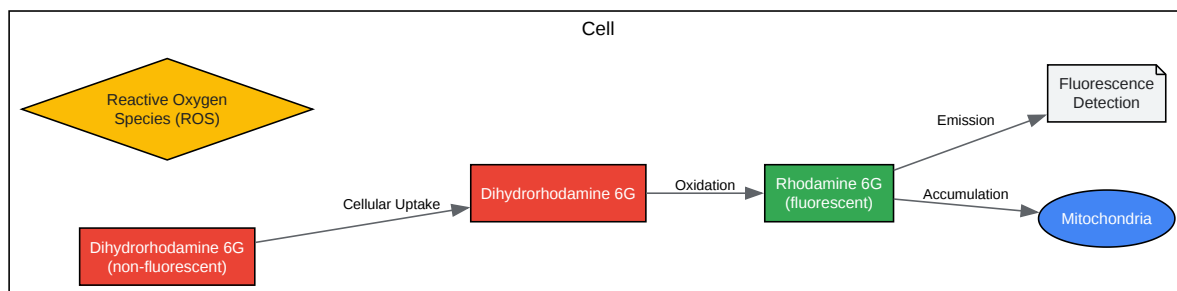 Cell
Reactive Oxygen
Species (ROS)
Fluorescence
Detection
Emission
Dihydrorhodamine 6G
Oxidation
Rhodamine 6G
(fluorescent)
Accumulation
Cellular Uptake
Mitochondria
Dihydrorhodamine 6G
(non-fluorescent)